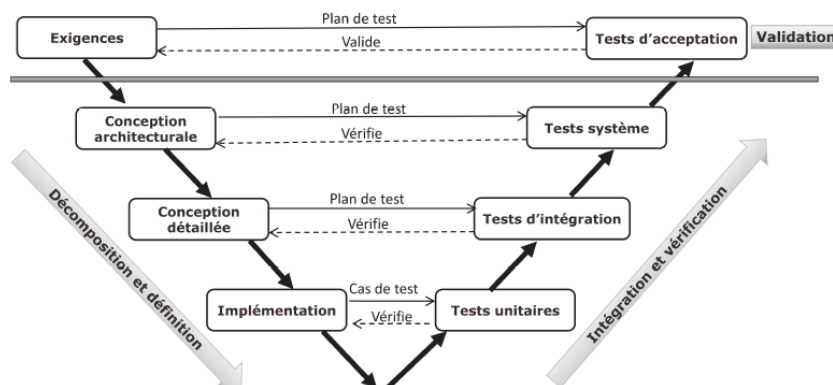 Plan de test
Exigences
Valide
Tests d'acceptation
Validation
Conception
architecturale
Plan de test
Vérifie
Tests système
Décomposition et définition
Conception
détaillée
Plan de test
Vérifie
Tests d'intégration
Intégration et vérification
Implémentation
Cas de test
Vérifie
Tests unitaires